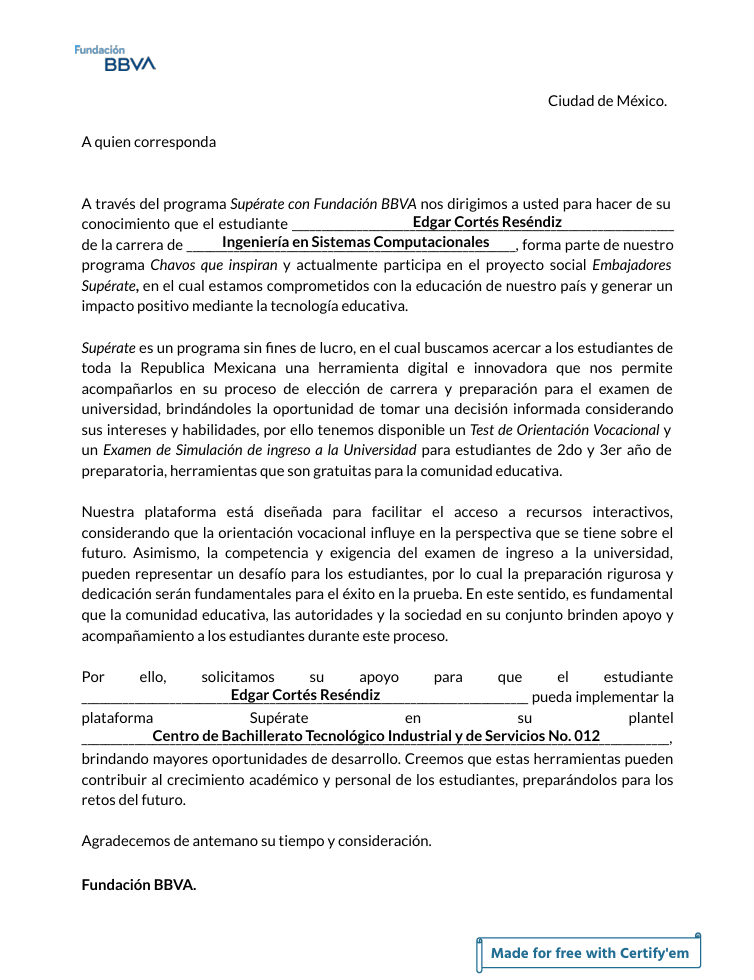 Fundación
BBVA
Ciudad de México.
A quien corresponda
A través del programa Supérate con Fundación BBVA nos dirigimos a usted para hacer de su
conocimiento que el estudiante Edgar Cortés Reséndiz
de la carrera de Ingeniería en Sistemas Computacionales, forma parte de nuestro
programa Chavos que inspiran y actualmente participa en el proyecto social Embajadores
Supérate, en el cual estamos comprometidos con la educación de nuestro país y generar un
impacto positivo mediante la tecnología educativa.
Supérate es un programa sin fines de lucro, en el cual buscamos acercar a los estudiantes de
toda la Republica Mexicana una herramienta digital e innovadora que nos permite
acompañarlos en su proceso de elección de carrera y preparación para el examen de
universidad, brindándoles la oportunidad de tomar una decisión informada considerando
sus intereses y habilidades, por ello tenemos disponible un Test de Orientación Vocacional y
un Examen de Simulación de ingreso a la Universidad para estudiantes de 2do y 3er año de
preparatoria, herramientas que son gratuitas para la comunidad educativa.
Nuestra plataforma está diseñada para facilitar el acceso a recursos interactivos,
considerando que la orientación vocacional influye en la perspectiva que se tiene sobre el
futuro. Asimismo, la competencia y exigencia del examen de ingreso a la universidad,
pueden representar un desafío para los estudiantes, por lo cual la preparación rigurosa y
dedicación serán fundamentales para el éxito en la prueba. En este sentido, es fundamental
que la comunidad educativa, las autoridades y la sociedad en su conjunto brinden apoyo y
acompañamiento a los estudiantes durante este proceso.
Por ello, solicitamos su apoyo para que el estudiante
Edgar Cortés Reséndiz pueda implementar la
plataforma Supérate en su plantel
Centro de Bachillerato Tecnológico Industrial y de Servicios No. 012,
brindando mayores oportunidades de desarrollo. Creemos que estas herramientas pueden
contribuir al crecimiento académico y personal de los estudiantes, preparándolos para los
retos del futuro.
Agradecemos de antemano su tiempo y consideración.
Fundación BBVA.
Made for free with Certify'em